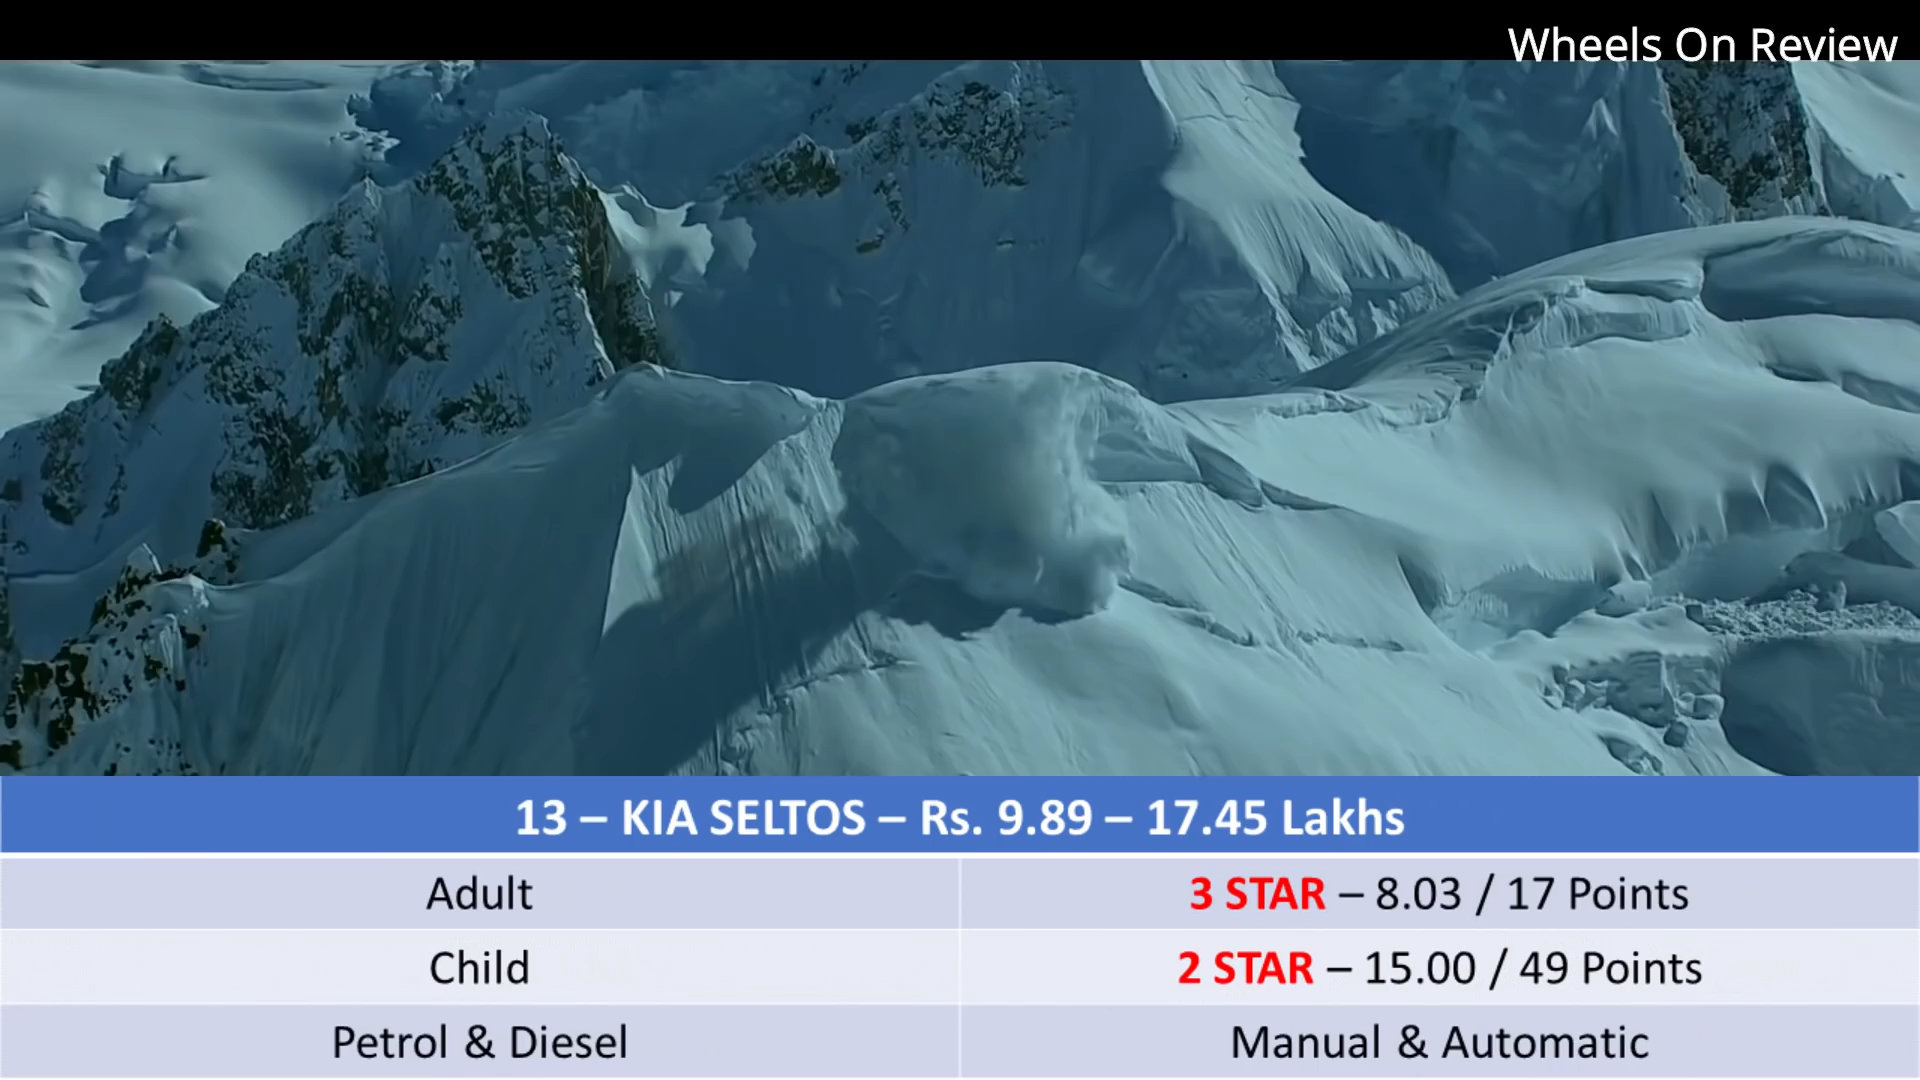 Wheels On Review
13 – KIA SELTOS – Rs. 9.89 – 17.45 Lakhs
Adult 3 STAR – 8.03 / 17 Points
Child 2 STAR – 15.00 / 49 Points
Petrol & Diesel Manual & Automatic